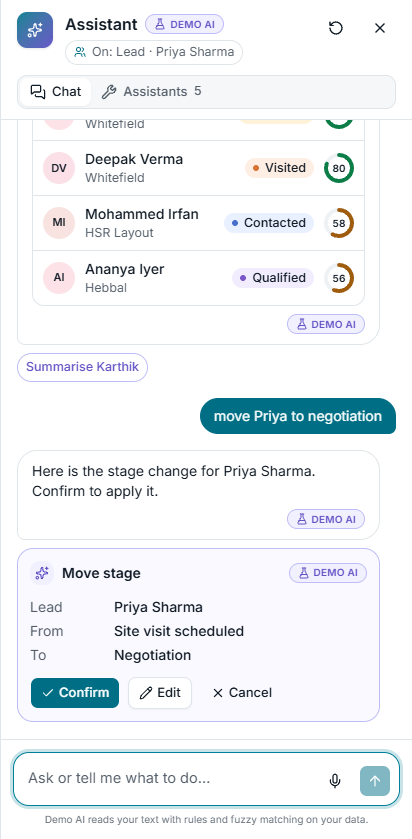 Assistant
DEMO AI
On: Lead · Priya Sharma
Chat
Assistants 5
Whitefield
DV
Deepak Verma
Whitefield
Visited
80
MI
Mohammed Irfan
HSR Layout
Contacted
58
AI
Ananya Iyer
Hebbal
Qualified
56
DEMO AI
Summarise Karthik
move Priya to negotiation
Here is the stage change for Priya Sharma.
Confirm to apply it.
DEMO AI
Move stage
DEMO AI
Lead Priya Sharma
From Site visit scheduled
To Negotiation
Confirm
Edit
Cancel
Ask or tell me what to do...
Demo AI reads your text with rules and fuzzy matching on your data.